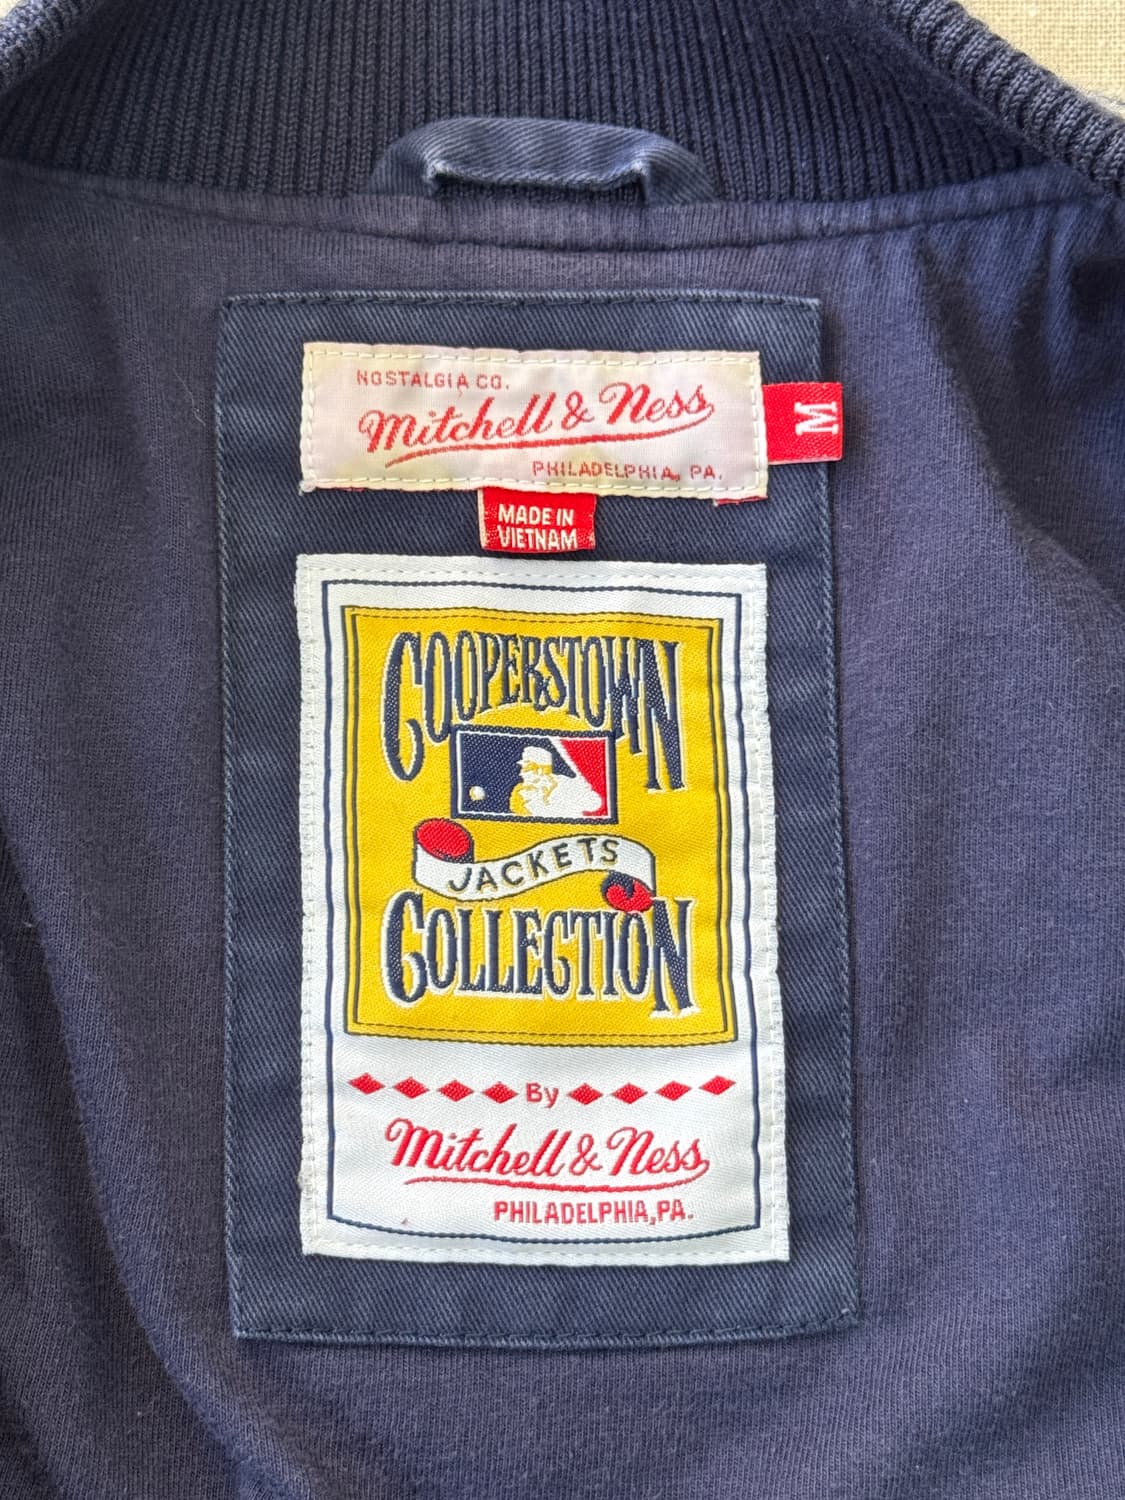 NOSTALGIA CO.
Mitchell & Ness
PHILADELPHIA, PA.
M
MADE IN
VIETNAM
COOPERSTOWN
JACKETS
COLLECTION
By
Mitchell & Ness
PHILADELPHIA, PA.